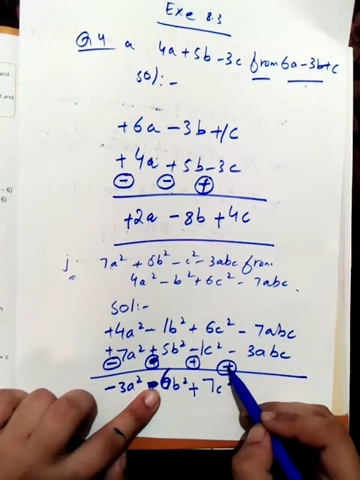 Exe 8.3
Q.4 a 4a + 5b - 3c from 6a - 3b + c
sol:-
+6a - 3b + 1c
+4a + 5b - 3c
⊖ ⊖ ⊕
+2a - 8b + 4c
j. 7a² + 5b² - c² - 3abc from
4a² - b² + 6c² - 7abc.
sol:-
+4a² - 1b² + 6c² - 7abc
+7a² + 5b² - 1c² - 3abc
⊖ ⊖ ⊕ ⊕
-3a² - 6b² + 7c²